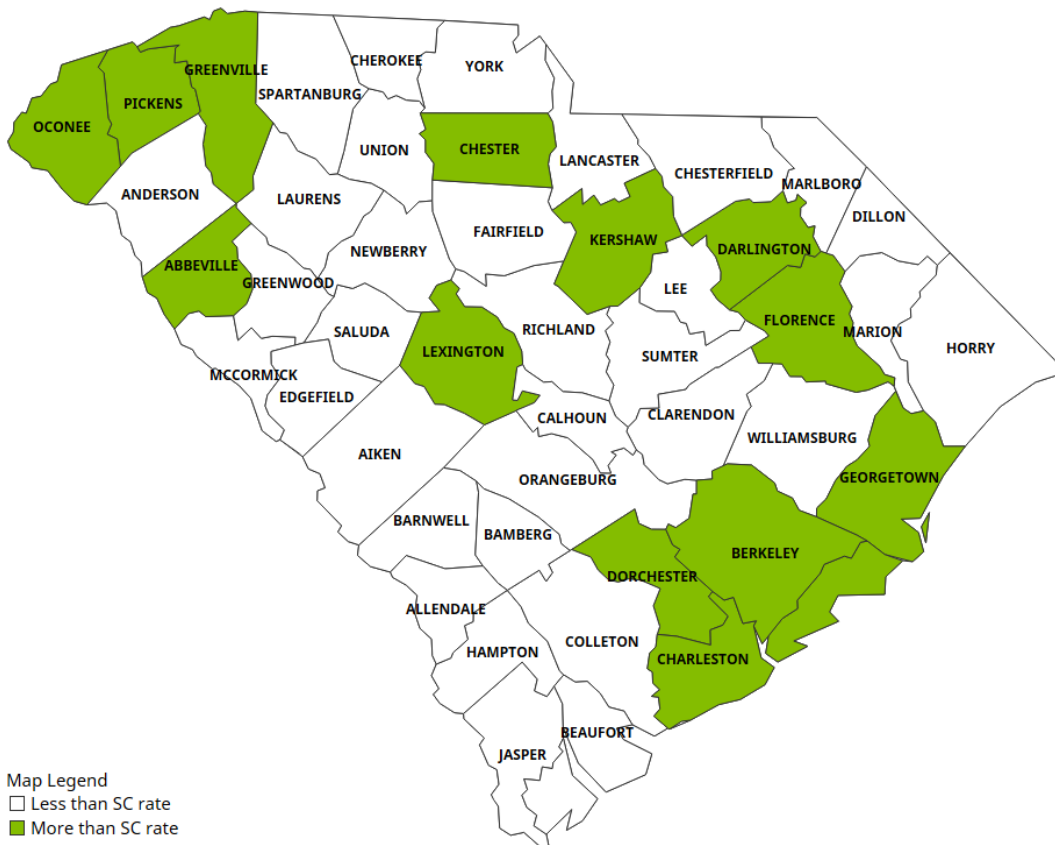 CHEROKEE
YORK
GREENVILLE
SPARTANBURG
PICKENS
OCONEE
UNION
CHESTER
LANCASTER
CHESTERFIELD
MARLBORO
ANDERSON
LAURENS
DILLON
FAIRFIELD
KERSHAW
NEWBERRY
DARLINGTON
ABBEVILLE
GREENWOOD
LEE
FLORENCE
SALUDA
RICHLAND
MARION
LEXINGTON
SUMTER
HORRY
MCCORMICK
EDGEFIELD
CALHOUN
CLARENDON
WILLIAMSBURG
AIKEN
ORANGEBURG
GEORGETOWN
BARNWELL
BAMBERG
BERKELEY
DORCHESTER
ALLENDALE
COLLETON
HAMPTON
CHARLESTON
BEAUFORT
JASPER
Map Legend
Less than SC rate
More than SC rate